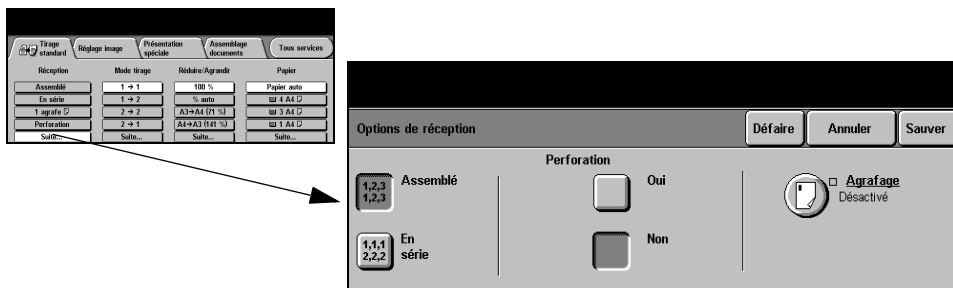 Tirage standard
Réglage image
Présentation spéciale
Assemblage documents
Tous services
Réception
Mode tirage
Réduire/Agrandir
Papier
Assemblé
1 → 1
100 %
Papier auto
En série
1 → 2
% auto
4 A4
1 agrafe
2 → 2
A3→A4 (71 %)
3 A4
Perforation
2 → 1
A4→A3 (141 %)
1 A4
Suite...
Suite...
Suite...
Suite...
Options de réception
Défaire
Annuler
Sauver
Perforation
1,2,3
1,2,3
Assemblé
Oui
Agrafage
Désactivé
1,1,1
2,2,2
En
série
Non